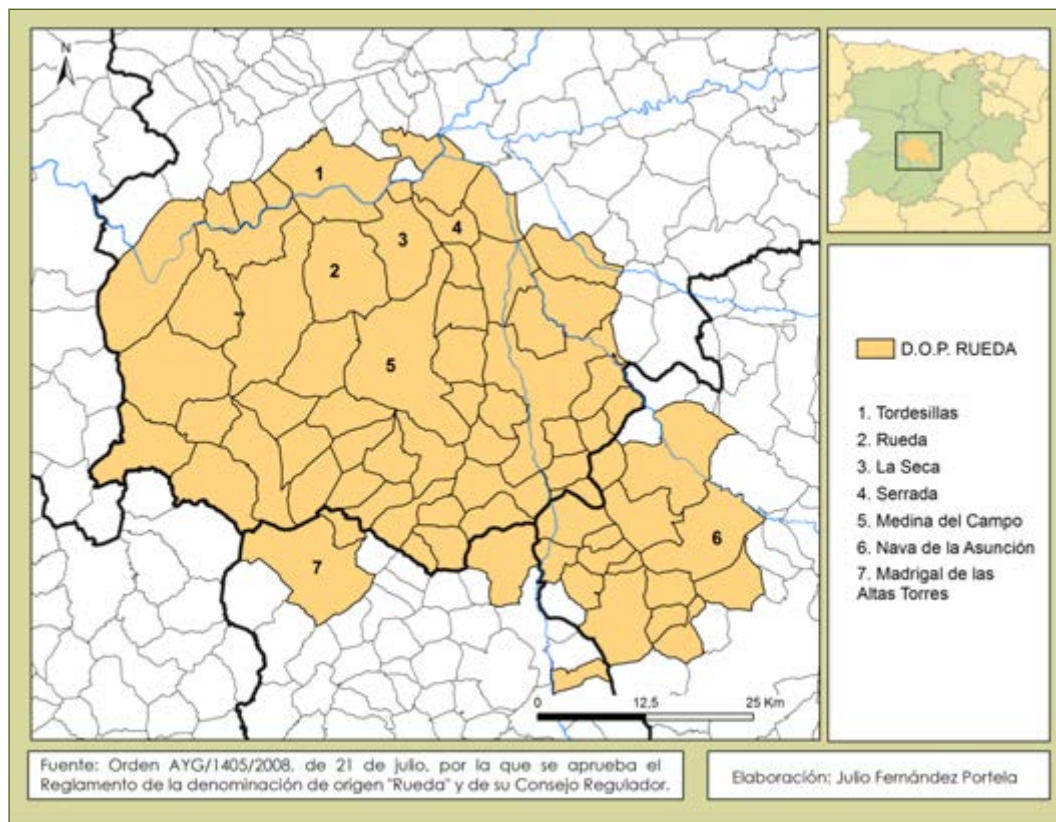 N
1
2
3
4
5
6
7
0 12,5 25 Km
D.O.P. RUEDA
1. Tordesillas
2. Rueda
3. La Seca
4. Serrada
5. Medina del Campo
6. Nava de la Asunción
7. Madrigal de las
Altas Torres
Fuente: Orden AYG/1405/2008, de 21 de julio, por la que se aprueba el
Reglamento de la denominación de origen "Rueda" y de su Consejo Regulador.
Elaboración: Julio Fernández Portela